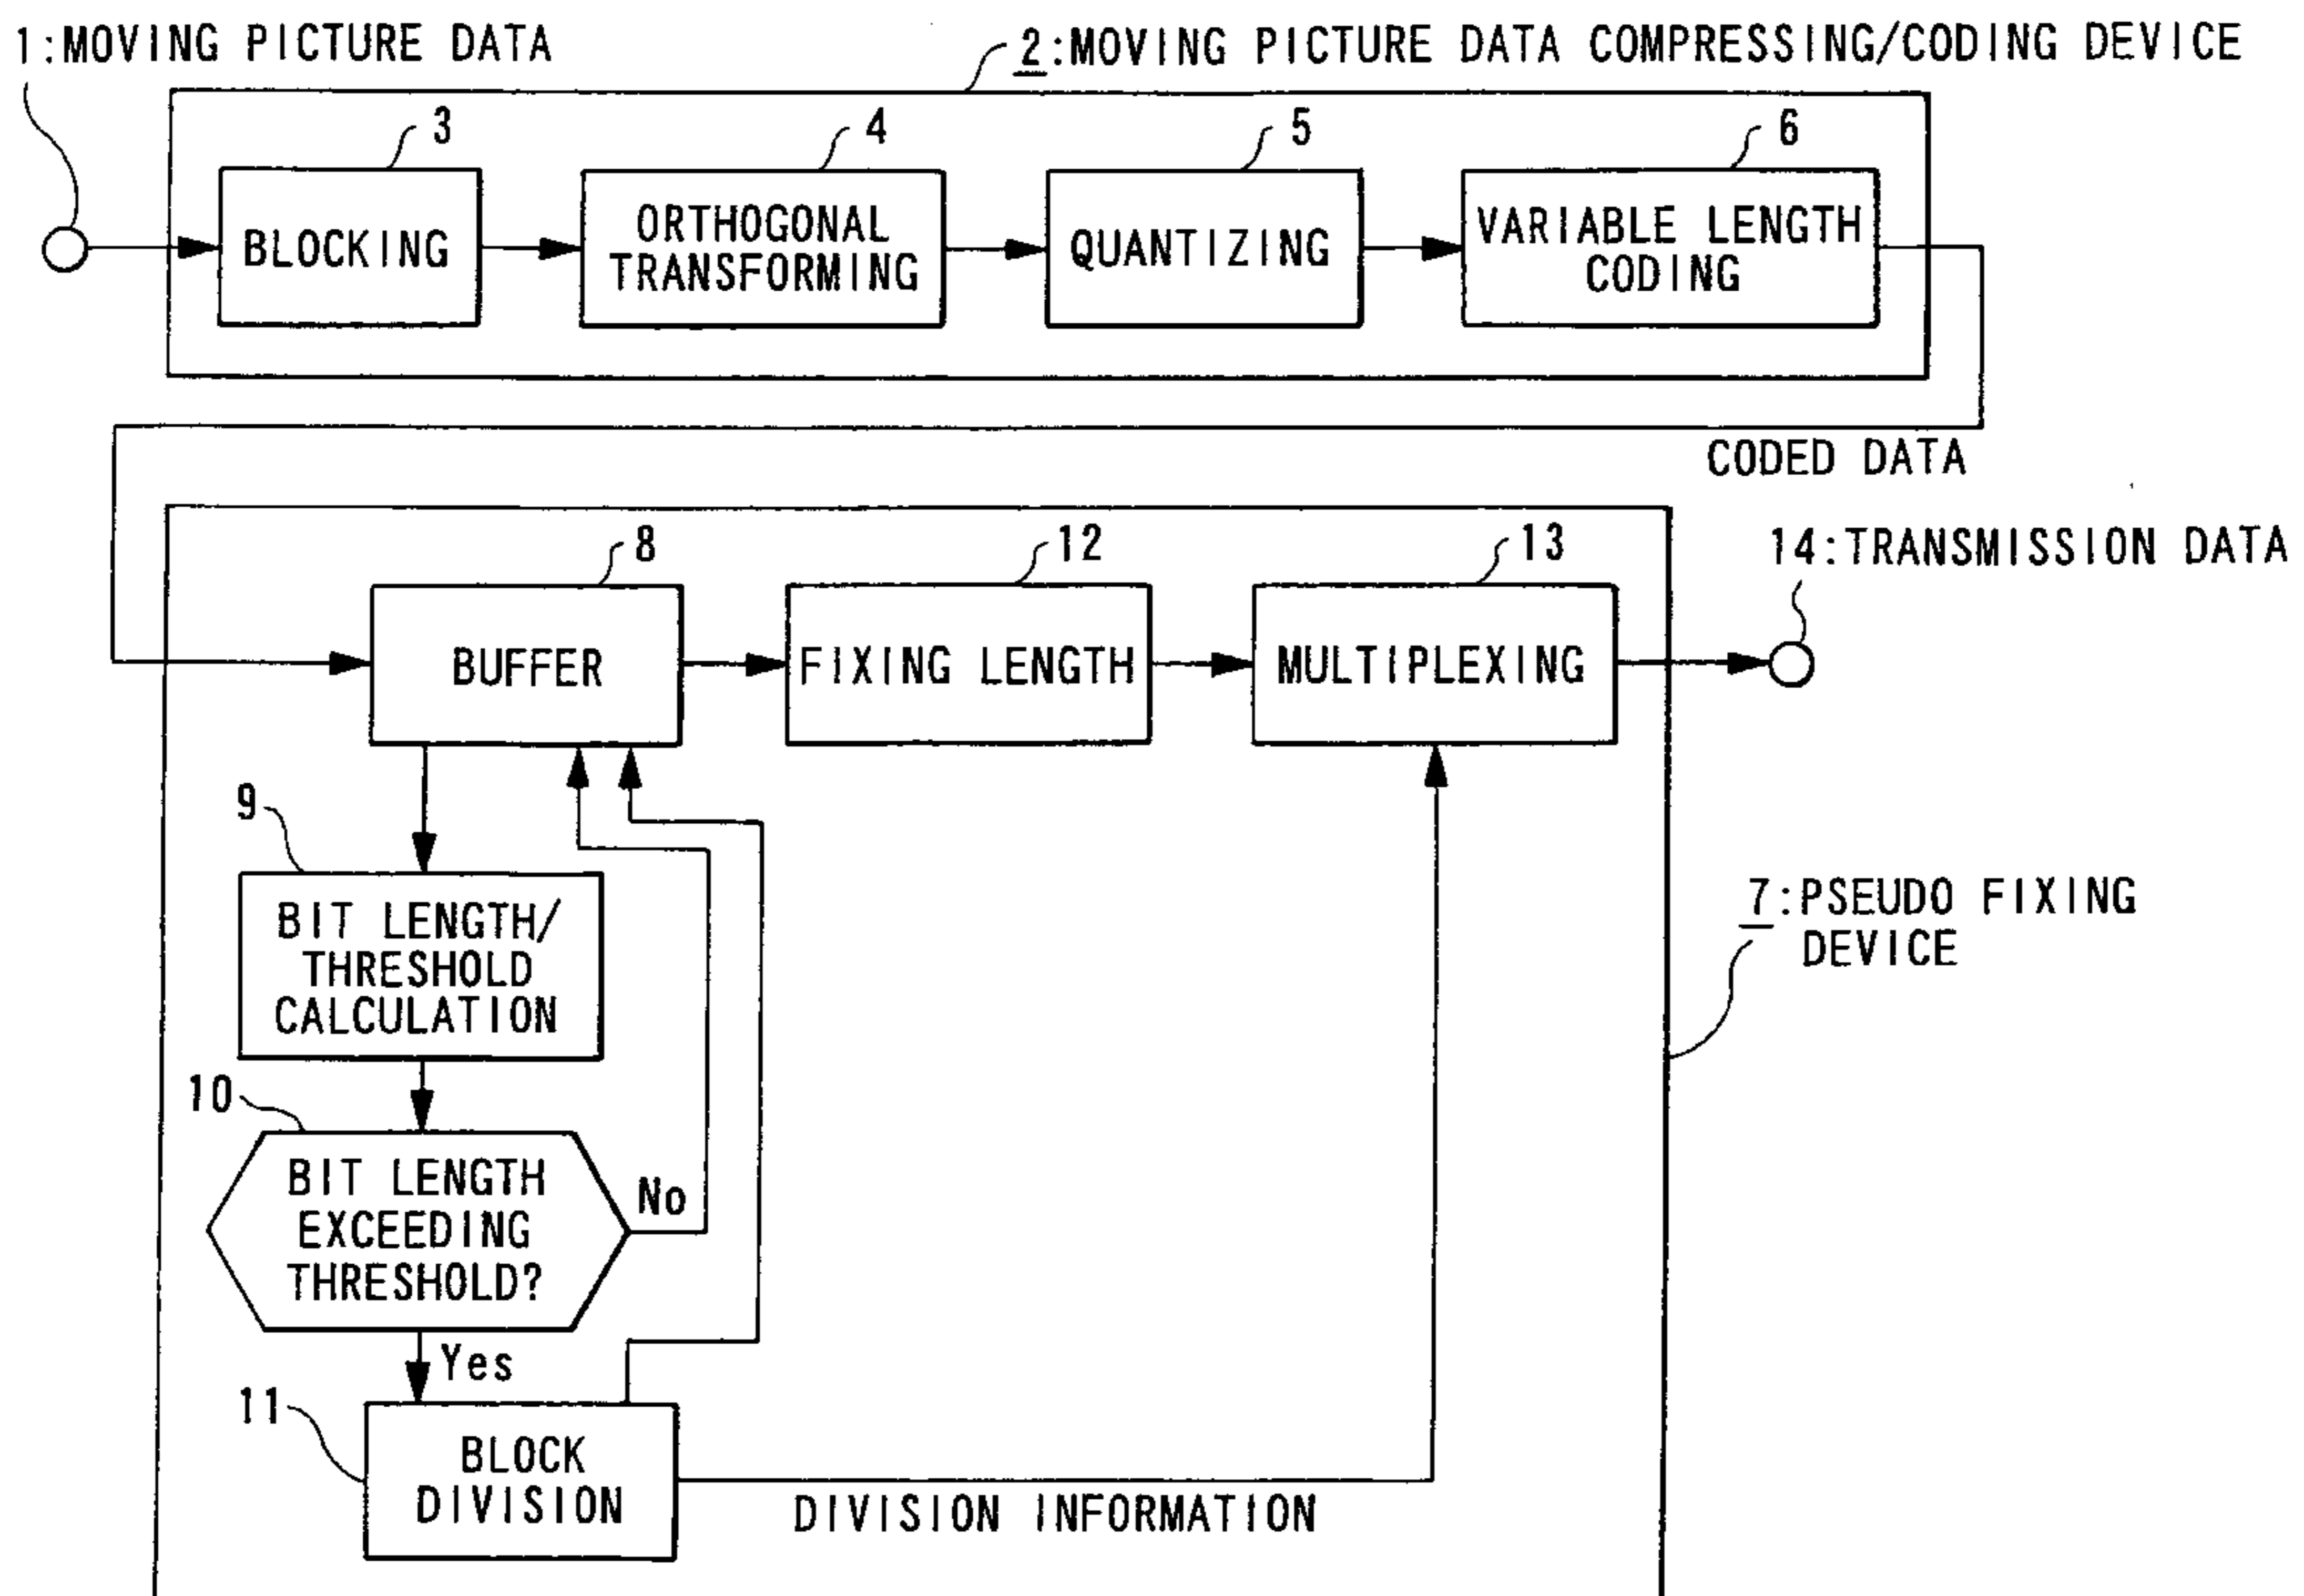 1:MOVING PICTURE DATA
2:MOVING PICTURE DATA COMPRESSING/CODING DEVICE
3
4
5
6
BLOCKING
ORTHOGONAL
TRANSFORMING
QUANTIZING
VARIABLE LENGTH
CODING
CODED DATA
8
12
13
14:TRANSMISSION DATA
BUFFER
FIXING LENGTH
MULTIPLEXING
9
BIT LENGTH/
THRESHOLD
CALCULATION
7:PSEUDO FIXING
DEVICE
10
BIT LENGTH
EXCEEDING
THRESHOLD?
No
Yes
11
BLOCK
DIVISION
DIVISION INFORMATION